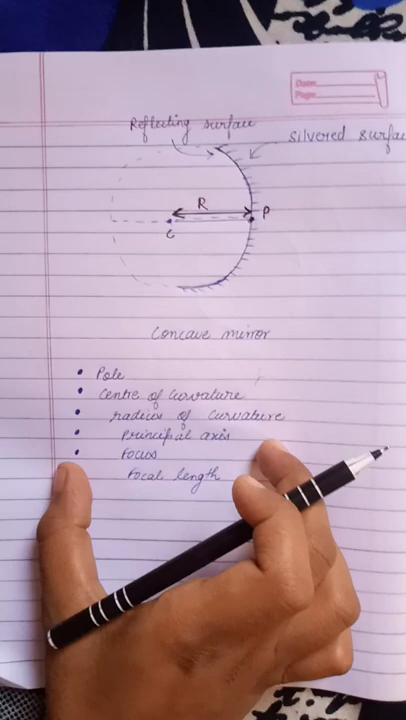 Date
Page
Reflecting surface
silvered surfac
R
P
C
Concave mirror
• Pole
• Centre of Curvature
• radius of Curvature
• principal axis
• Focus
Focal length